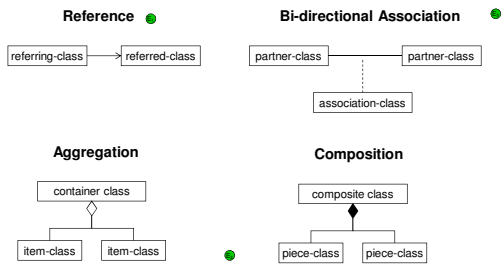 Reference
Bi-directional Association
referring-class
referred-class
partner-class
partner-class
association-class
Aggregation
Composition
container class
composite class
item-class
item-class
piece-class
piece-class